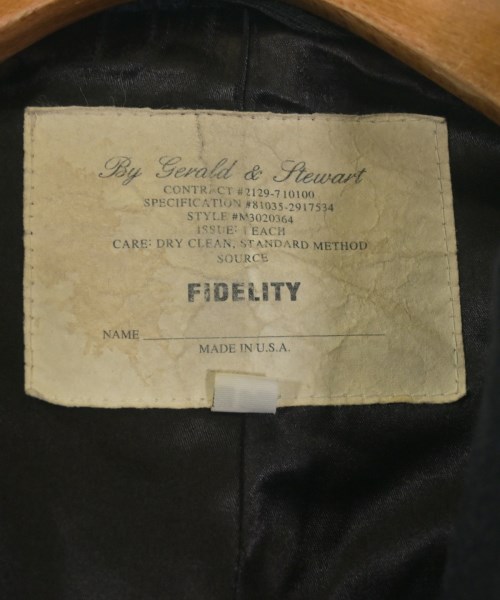 By Gerald & Stewart
CONTRACT #2129-710100
SPECIFICATION #81035-2917534
STYLE #M3020364
ISSUE: 1 EACH
CARE: DRY CLEAN, STANDARD METHOD
SOURCE
FIDELITY
NAME
MADE IN U.S.A.